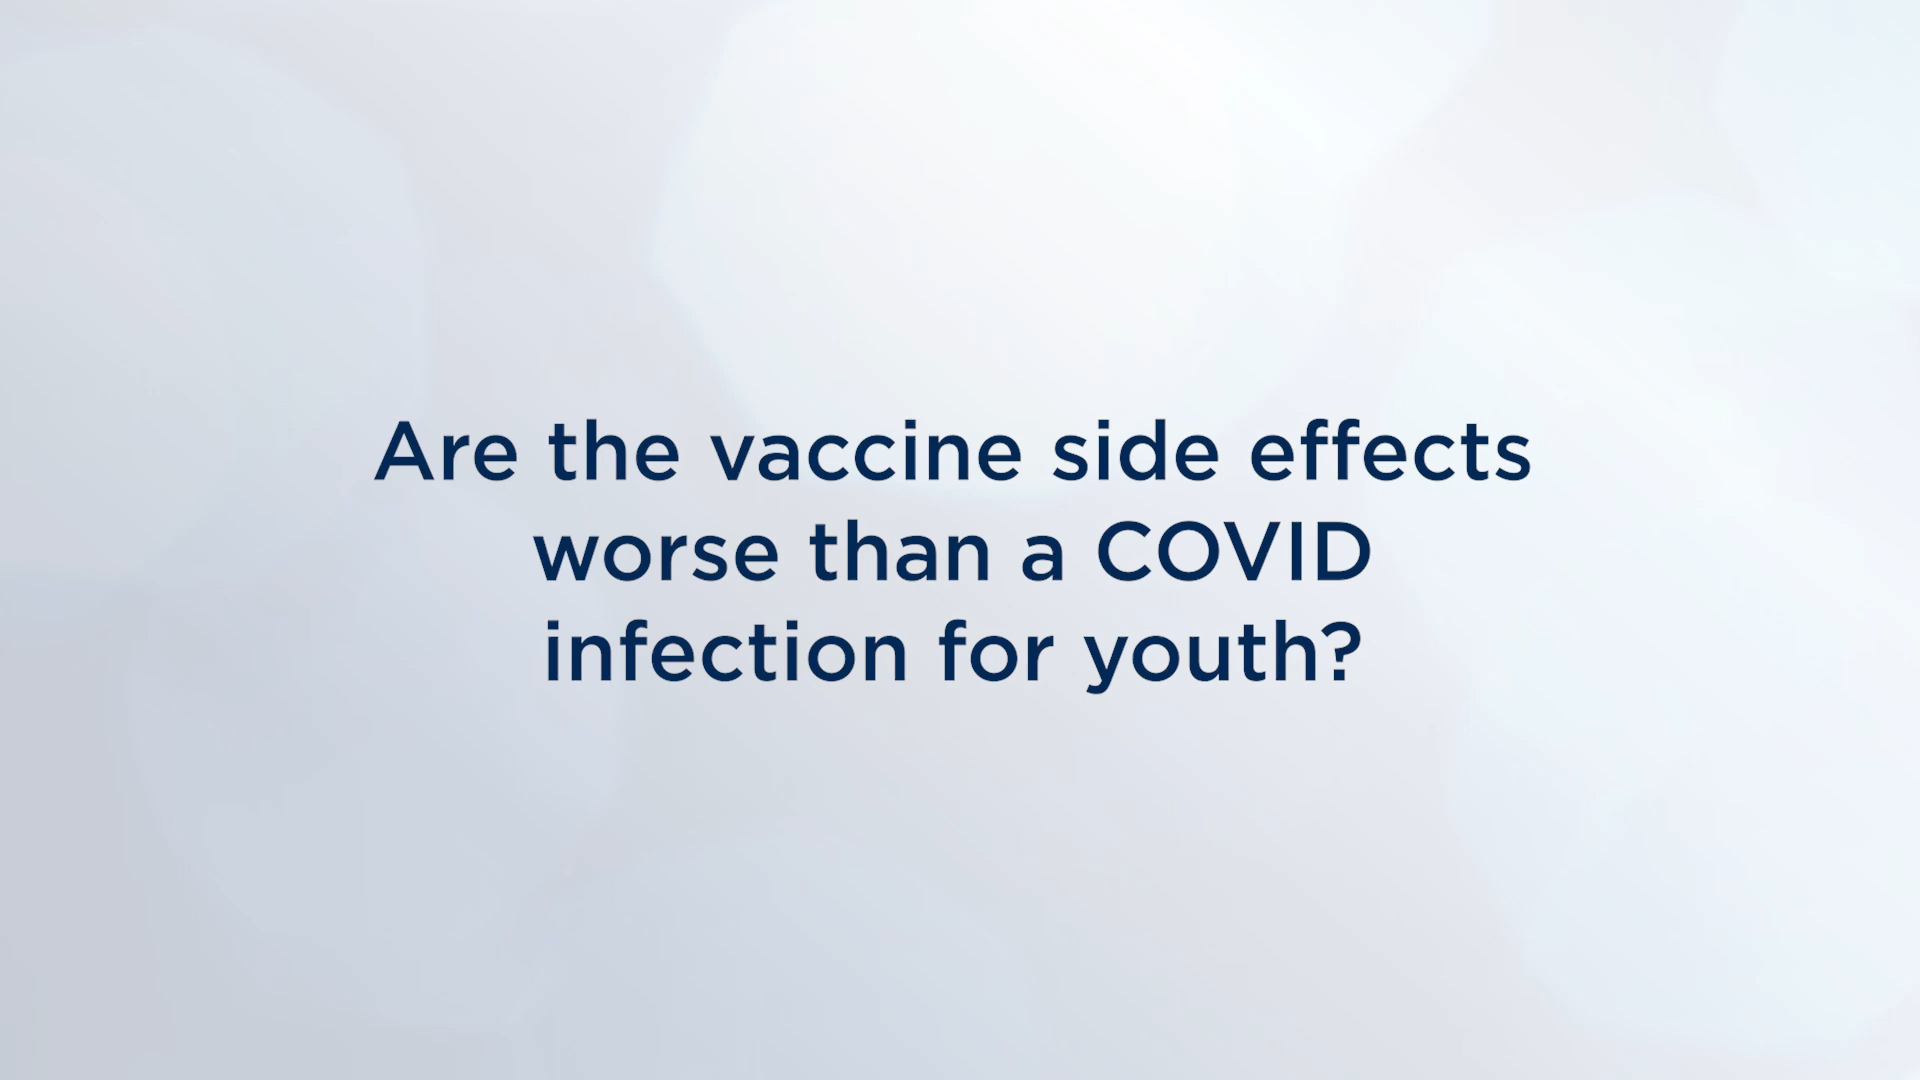 Are the vaccine side effects
worse than a COVID
infection for youth?